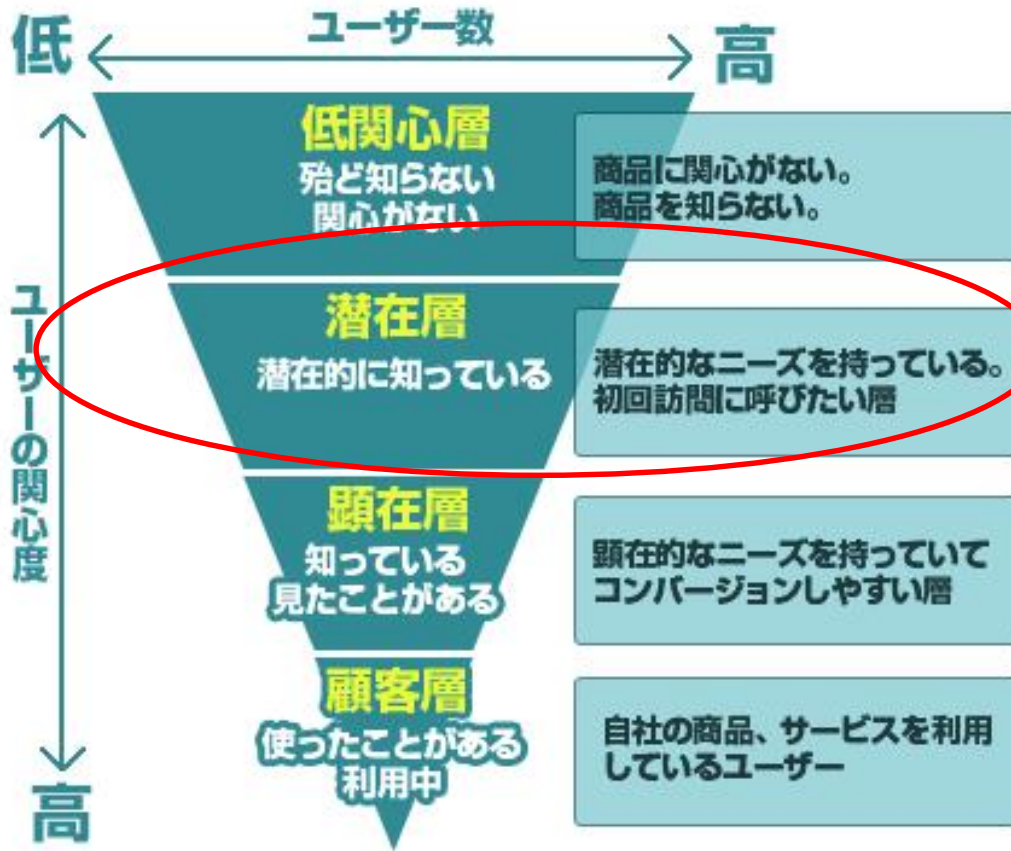 低
ユーザー数
高
ユーザーの関心度
高
低関心層
殆ど知らない
関心がない
商品に関心がない。
商品を知らない。
潜在層
潜在的に知っている
潜在的なニーズを持っている。
初回訪問に呼びたい層
顕在層
知っている
見たことがある
顕在的なニーズを持っていて
コンバージョンしやすい層
顧客層
使ったことがある
利用中
自社の商品、サービスを利用
しているユーザー